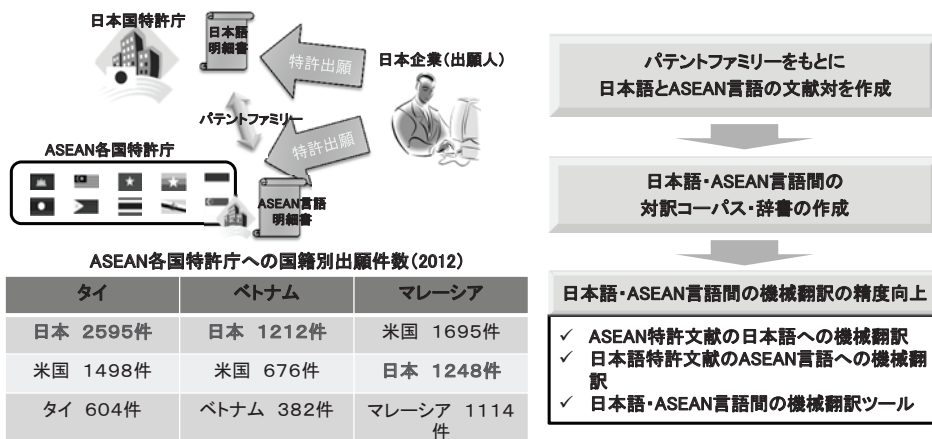 日本国特許庁
日本語
明細書
特許出願
日本企業(出願人)
パテントファミリー
特許出願
ASEAN各国特許庁
ASEAN言語
明細書
ASEAN各国特許庁への国籍別出願件数(2012)
タイ ベトナム マレーシア
日本 2595件 日本 1212件 米国 1695件
米国 1498件 米国 676件 日本 1248件
タイ 604件 ベトナム 382件 マレーシア 1114
件
パテントファミリーをもとに
日本語とASEAN言語の文献対を作成
日本語・ASEAN言語間の
対訳コーパス・辞書の作成
日本語・ASEAN言語間の機械翻訳の精度向上
✓ ASEAN特許文献の日本語への機械翻訳
✓ 日本語特許文献のASEAN言語への機械翻
訳
✓ 日本語・ASEAN言語間の機械翻訳ツール